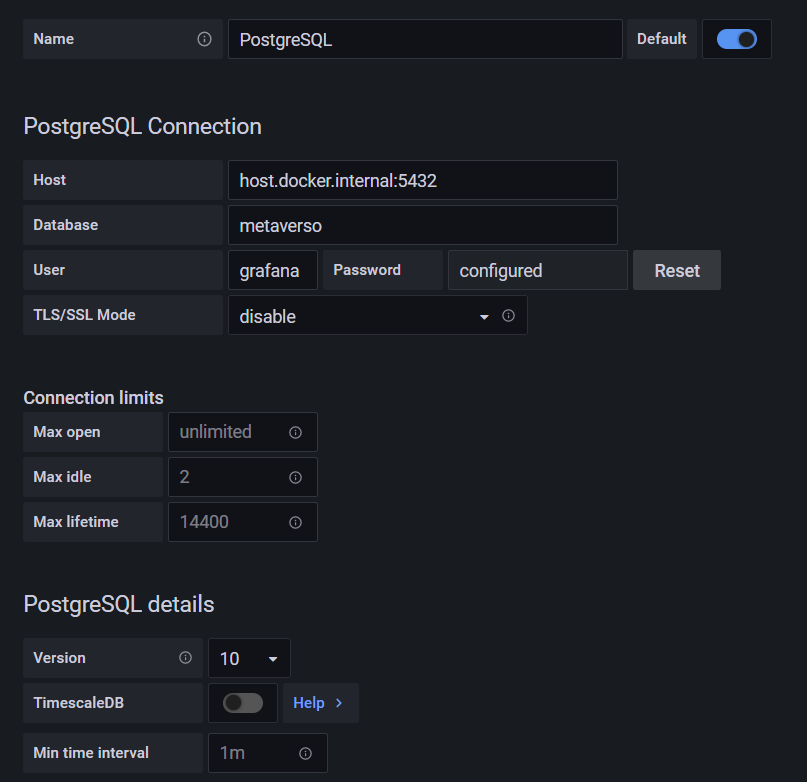 Name PostgreSQL Default
PostgreSQL Connection
Host host.docker.internal:5432
Database metaverso
User grafana Password configured Reset
TLS/SSL Mode disable
Connection limits
Max open unlimited
Max idle 2
Max lifetime 14400
PostgreSQL details
Version 10
TimescaleDB Help
Min time interval 1m